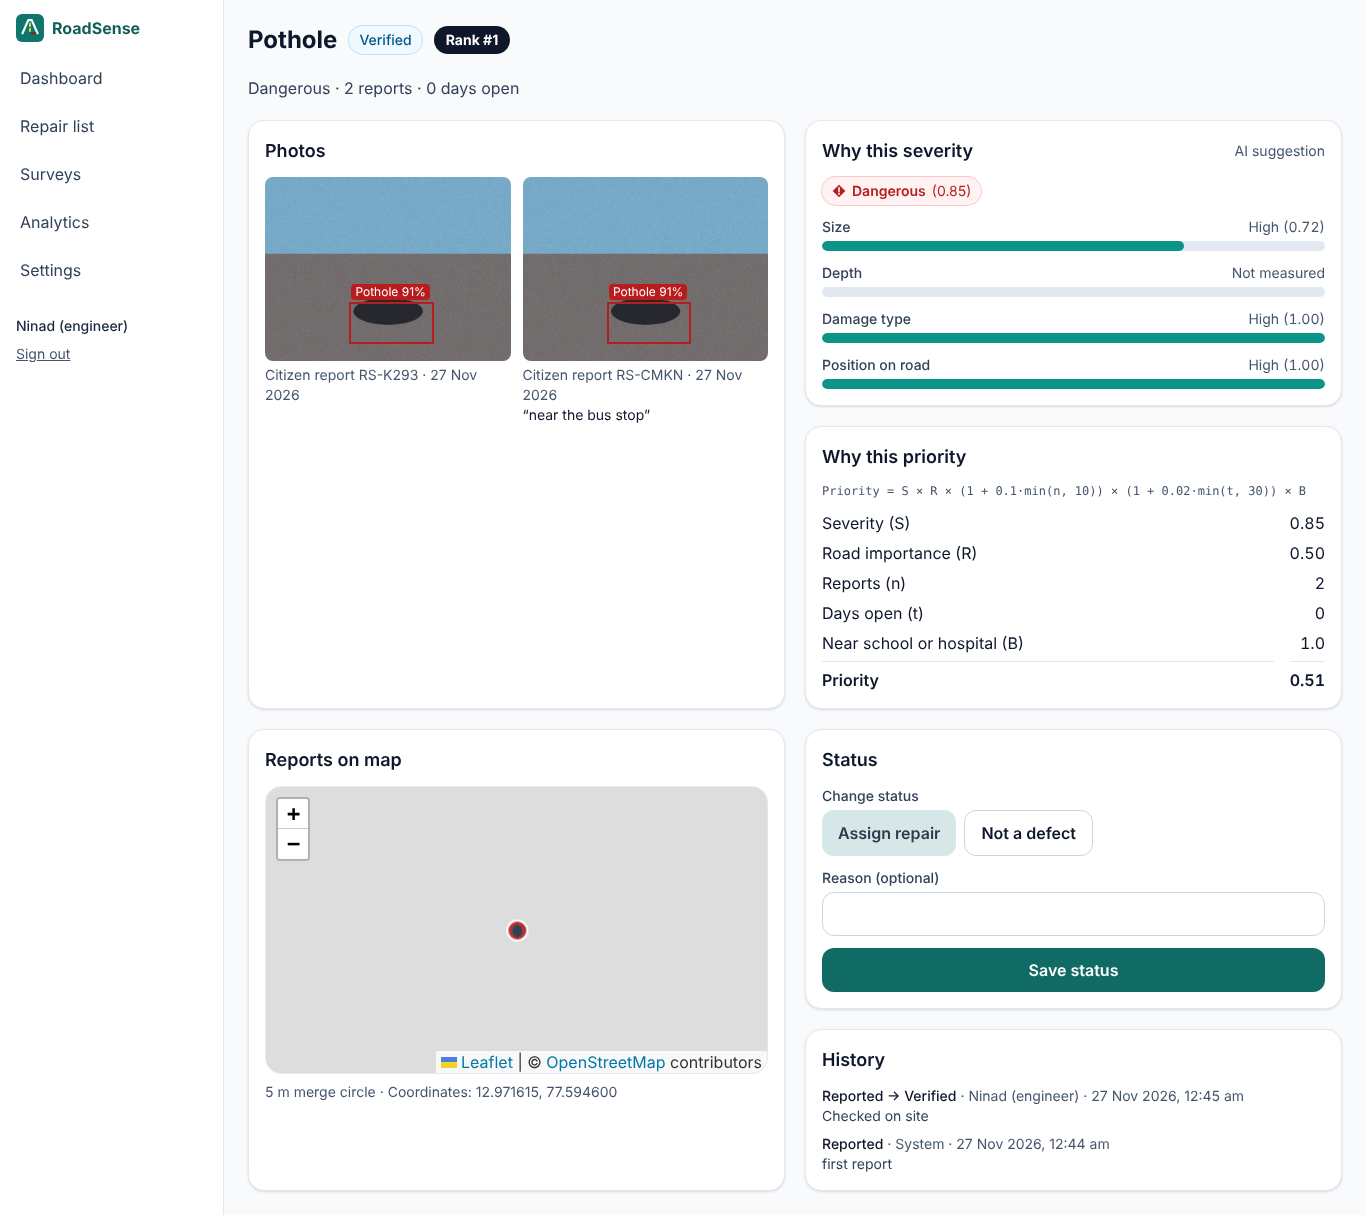 RoadSense
Dashboard
Repair list
Surveys
Analytics
Settings
Ninad (engineer)
Sign out
Pothole
Verified
Rank #1
Dangerous · 2 reports · 0 days open
Photos
Pothole 91%
Citizen report RS-K293 · 27 Nov
2026
Pothole 91%
Citizen report RS-CMKN · 27 Nov
2026
“near the bus stop”
Why this severity
AI suggestion
Dangerous (0.85)
Size High (0.72)
Depth Not measured
Damage type High (1.00)
Position on road High (1.00)
Why this priority
Priority = S × R × (1 + 0.1·min(n, 10)) × (1 + 0.02·min(t, 30)) × B
Severity (S) 0.85
Road importance (R) 0.50
Reports (n) 2
Days open (t) 0
Near school or hospital (B) 1.0
Priority 0.51
Reports on map
+
−
Leaflet | © OpenStreetMap contributors
5 m merge circle · Coordinates: 12.971615, 77.594600
Status
Change status
Assign repair
Not a defect
Reason (optional)
Save status
History
Reported → Verified · Ninad (engineer) · 27 Nov 2026, 12:45 am
Checked on site
Reported · System · 27 Nov 2026, 12:44 am
first report